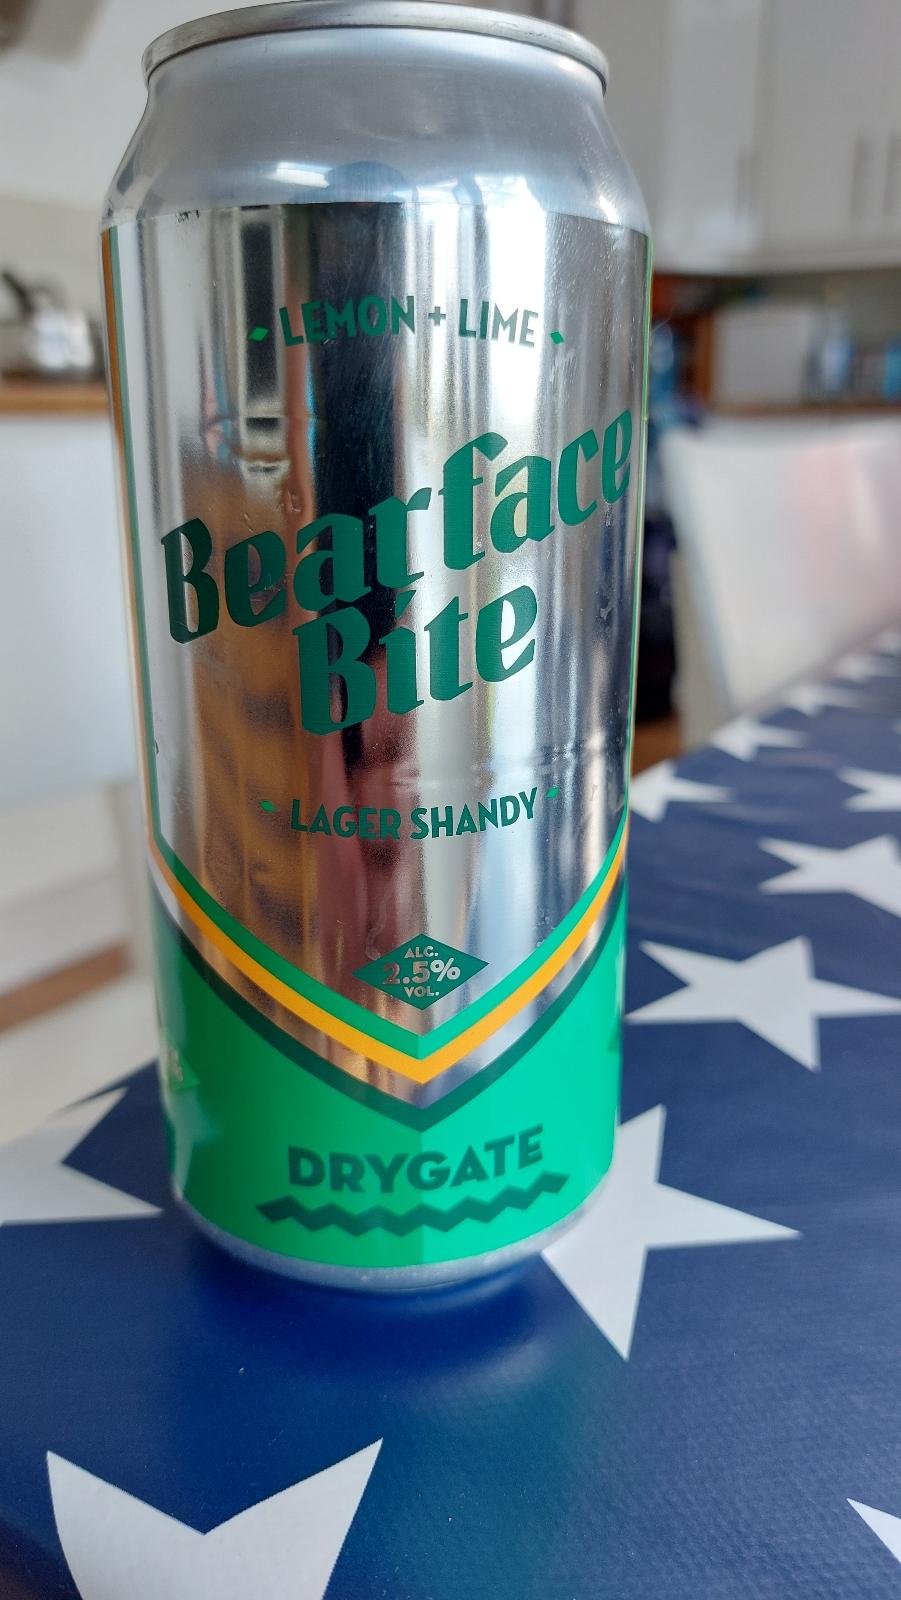 LEMON + LIME
Bearface
Bite
LAGER SHANDY
ALC.
2.5%
VOL.
DRYGATE